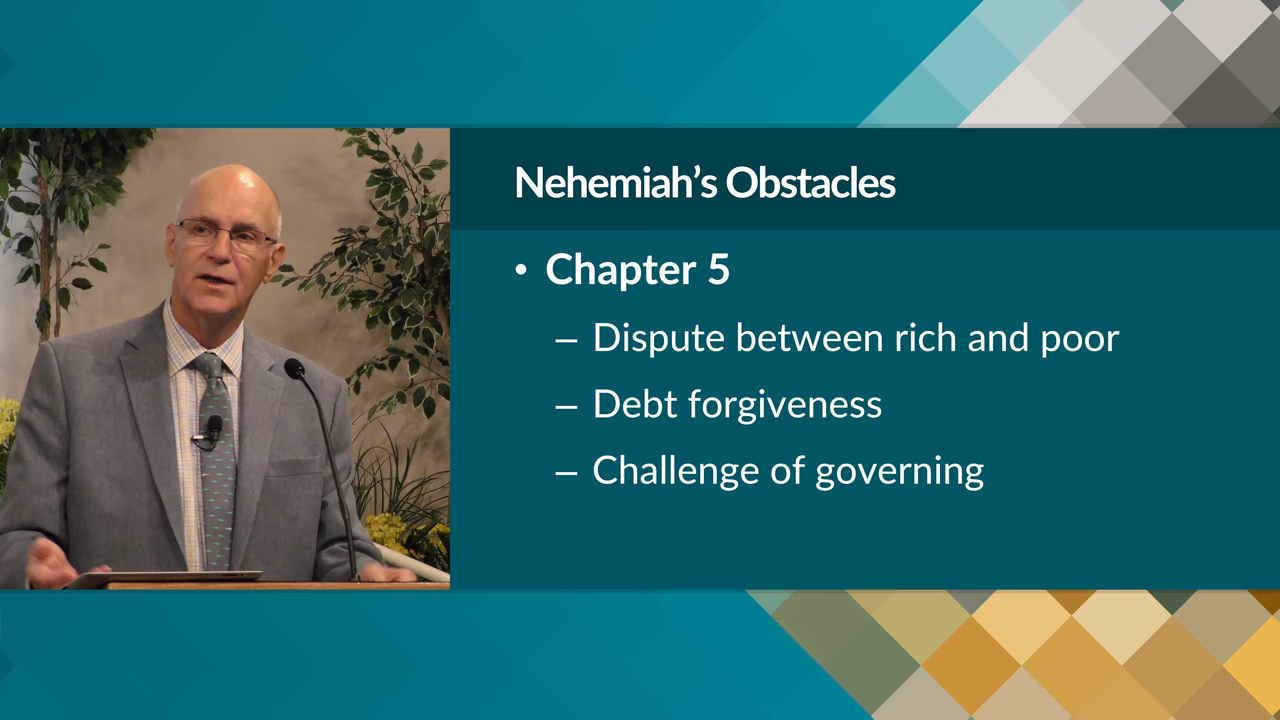 Nehemiah’s Obstacles
• Chapter 5
– Dispute between rich and poor
– Debt forgiveness
– Challenge of governing